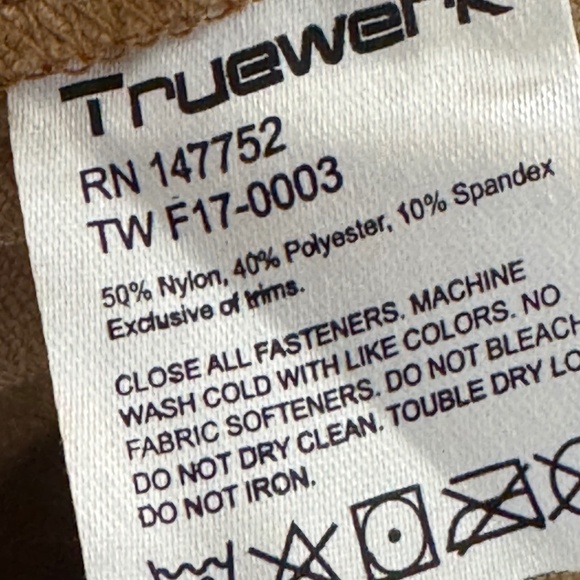 Truewerk
RN 147752
TW F17-0003
50% Nylon, 40% Polyester, 10% Spandex
Exclusive of trims.
CLOSE ALL FASTENERS. MACHINE
WASH COLD WITH LIKE COLORS. NO
FABRIC SOFTENERS. DO NOT BLEACH
DO NOT DRY CLEAN. TOUBLE DRY LO
DO NOT IRON.